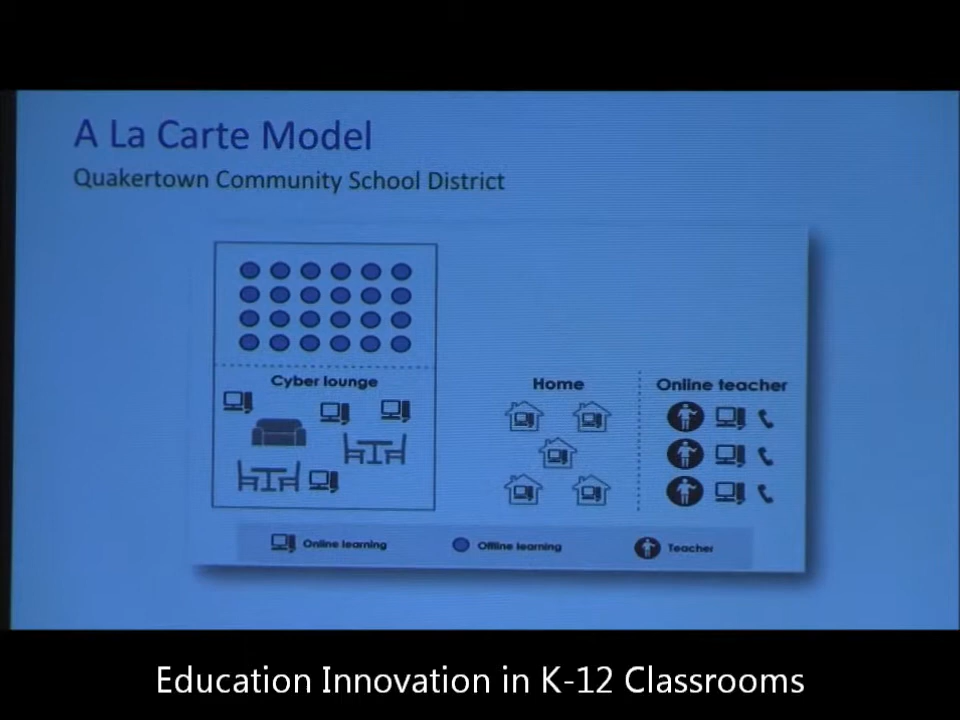 A La Carte Model
Quakertown Community School District
Cyber lounge
Home
Online teacher
Online learning
Offline learning
Teacher
Education Innovation in K-12 Classrooms